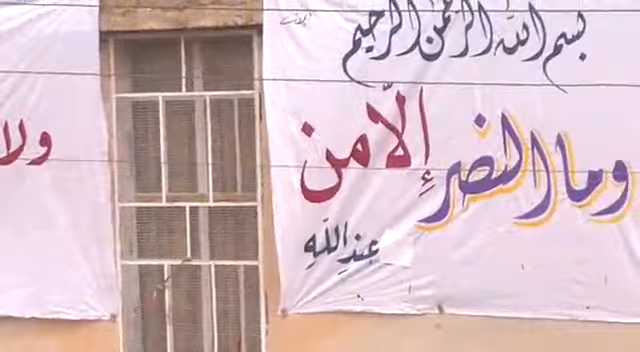 بسم الله الرحمن الرحيم
وما النصر إلا من
عند الله
ولا